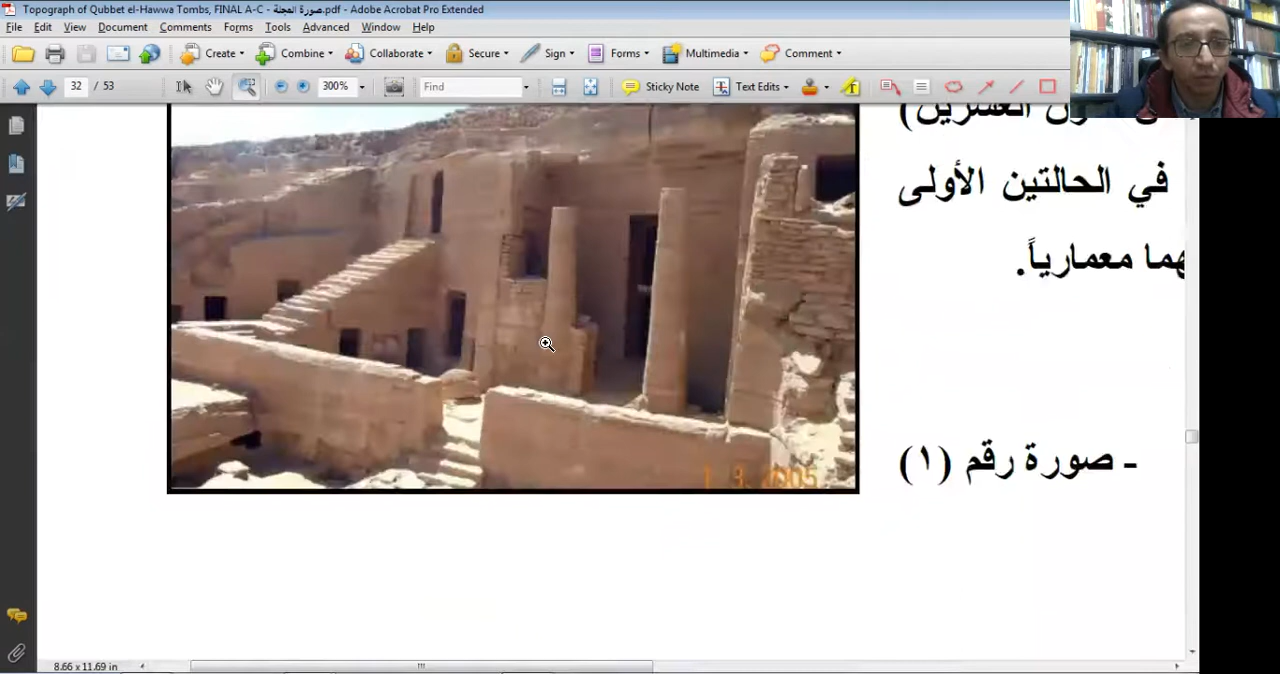 Topograph of Qubbet el-Hawwa Tombs, FINAL A-C - صورة المجلة.pdf - Adobe Acrobat Pro Extended
File Edit View Document Comments Forms Tools Advanced Window Help
Create Combine Collaborate Secure Sign Forms Multimedia Comment
32 / 53 300% Find Sticky Note Text Edits
العشرين)
في الحالتين الأولى
هما معمارياً.
- صورة رقم (١)
2005
8.66 x 11.69 in